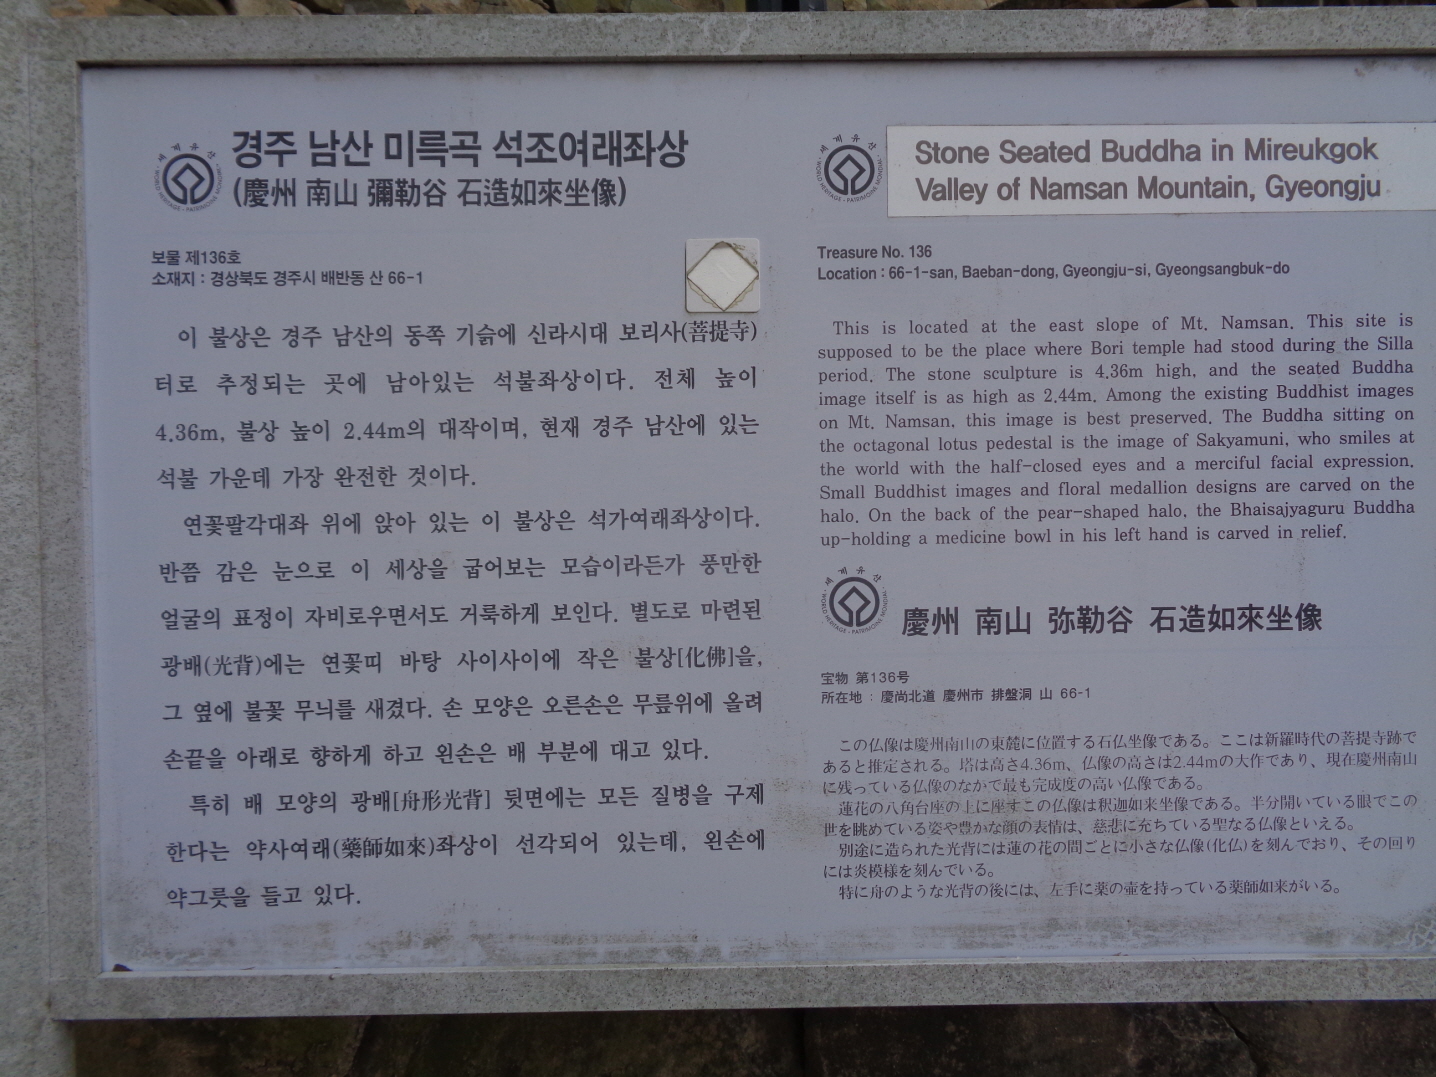 세계유산
WORLD HERITAGE · PATRIMOINE MONDIAL
경주 남산 미륵곡 석조여래좌상
(慶州 南山 彌勒谷 石造如來坐像)
보물 제136호
소재지 : 경상북도 경주시 배반동 산 66-1
이 불상은 경주 남산의 동쪽 기슭에 신라시대 보리사(菩提寺)
터로 추정되는 곳에 남아있는 석불좌상이다. 전체 높이
4.36m, 불상 높이 2.44m의 대작이며, 현재 경주 남산에 있는
석불 가운데 가장 완전한 것이다.
연꽃팔각대좌 위에 앉아 있는 이 불상은 석가여래좌상이다.
반쯤 감은 눈으로 이 세상을 굽어보는 모습이라든가 풍만한
얼굴의 표정이 자비로우면서도 거룩하게 보인다. 별도로 마련된
광배(光背)에는 연꽃띠 바탕 사이사이에 작은 불상[化佛]을,
그 옆에 불꽃 무늬를 새겼다. 손 모양은 오른손은 무릎위에 올려
손끝을 아래로 향하게 하고 왼손은 배 부분에 대고 있다.
특히 배 모양의 광배[舟形光背] 뒷면에는 모든 질병을 구제
한다는 약사여래(藥師如來)좌상이 선각되어 있는데, 왼손에
약그릇을 들고 있다.
세계유산
WORLD HERITAGE · PATRIMOINE MONDIAL
Stone Seated Buddha in Mireukgok
Valley of Namsan Mountain, Gyeongju
Treasure No. 136
Location : 66-1-san, Baeban-dong, Gyeongju-si, Gyeongsangbuk-do
This is located at the east slope of Mt. Namsan. This site is
supposed to be the place where Bori temple had stood during the Silla
period. The stone sculpture is 4.36m high, and the seated Buddha
image itself is as high as 2.44m. Among the existing Buddhist images
on Mt. Namsan, this image is best preserved. The Buddha sitting on
the octagonal lotus pedestal is the image of Sakyamuni, who smiles at
the world with the half-closed eyes and a merciful facial expression.
Small Buddhist images and floral medallion designs are carved on the
halo. On the back of the pear-shaped halo, the Bhaisajyaguru Buddha
up-holding a medicine bowl in his left hand is carved in relief.
세계유산
WORLD HERITAGE · PATRIMOINE MONDIAL
慶州 南山 弥勒谷 石造如來坐像
宝物 第136号
所在地 : 慶尚北道 慶州市 排盤洞 山 66-1
この仏像は慶州南山の東麓に位置する石仏坐像である。ここは新羅時代の菩提寺跡で
あると推定される。塔は高さ4.36m、仏像の高さは2.44mの大作であり、現在慶州南山
に残っている仏像のなかで最も完成度の高い仏像である。
蓮花の八角台座の上に座すこの仏像は釈迦如来坐像である。半分開いている眼でこの
世を眺めている姿や豊かな顔の表情は、慈悲に充ちている聖なる仏像といえる。
別途に造られた光背には蓮の花の間ごとに小さな仏像(化仏)を刻んでおり、その回り
には炎模様を刻んでいる。
特に舟のような光背の後には、左手に薬の壷を持っている薬師如来がいる。